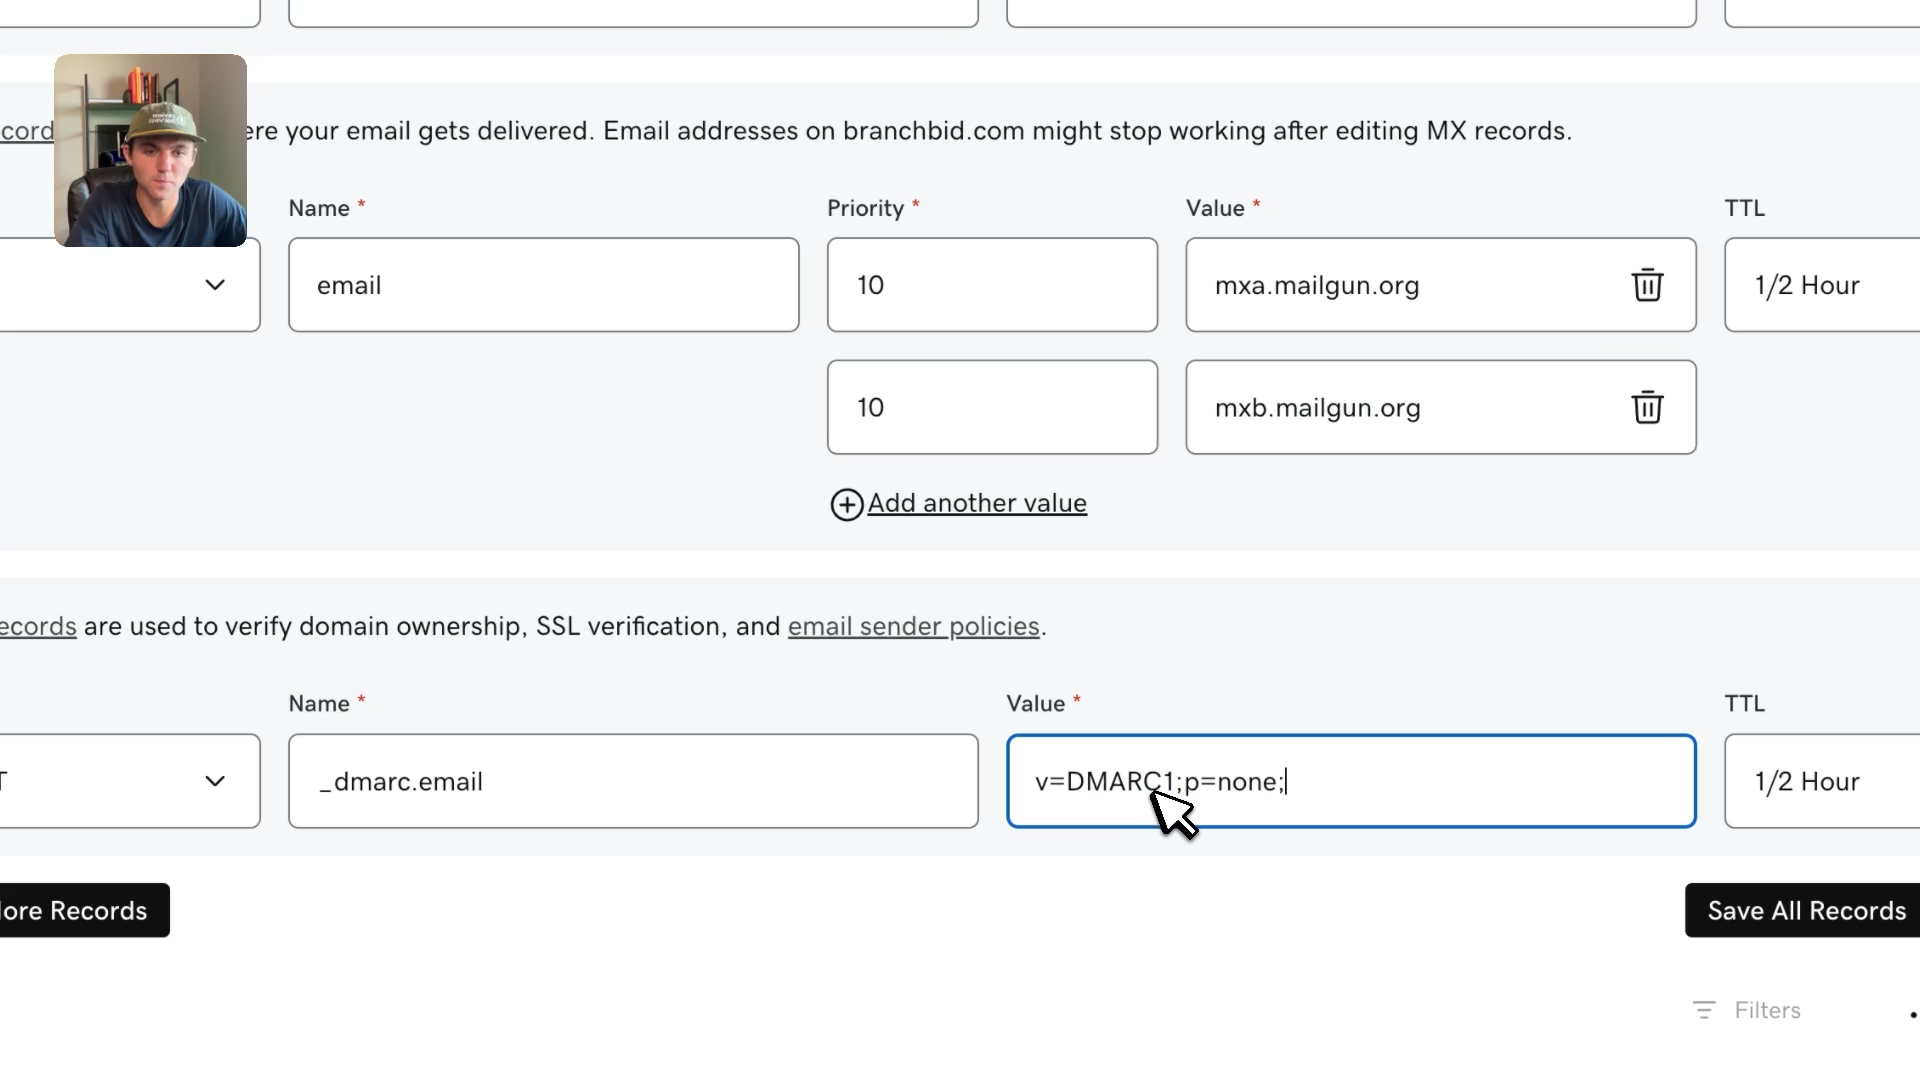 cord
ere your email gets delivered. Email addresses on branchbid.com might stop working after editing MX records.
Name * Priority * Value * TTL
email 10 mxa.mailgun.org 1/2 Hour
10 mxb.mailgun.org
Add another value
ecords are used to verify domain ownership, SSL verification, and email sender policies.
Name * Value * TTL
T _dmarc.email v=DMARC1;p=none; 1/2 Hour
ore Records Save All Records
Filters